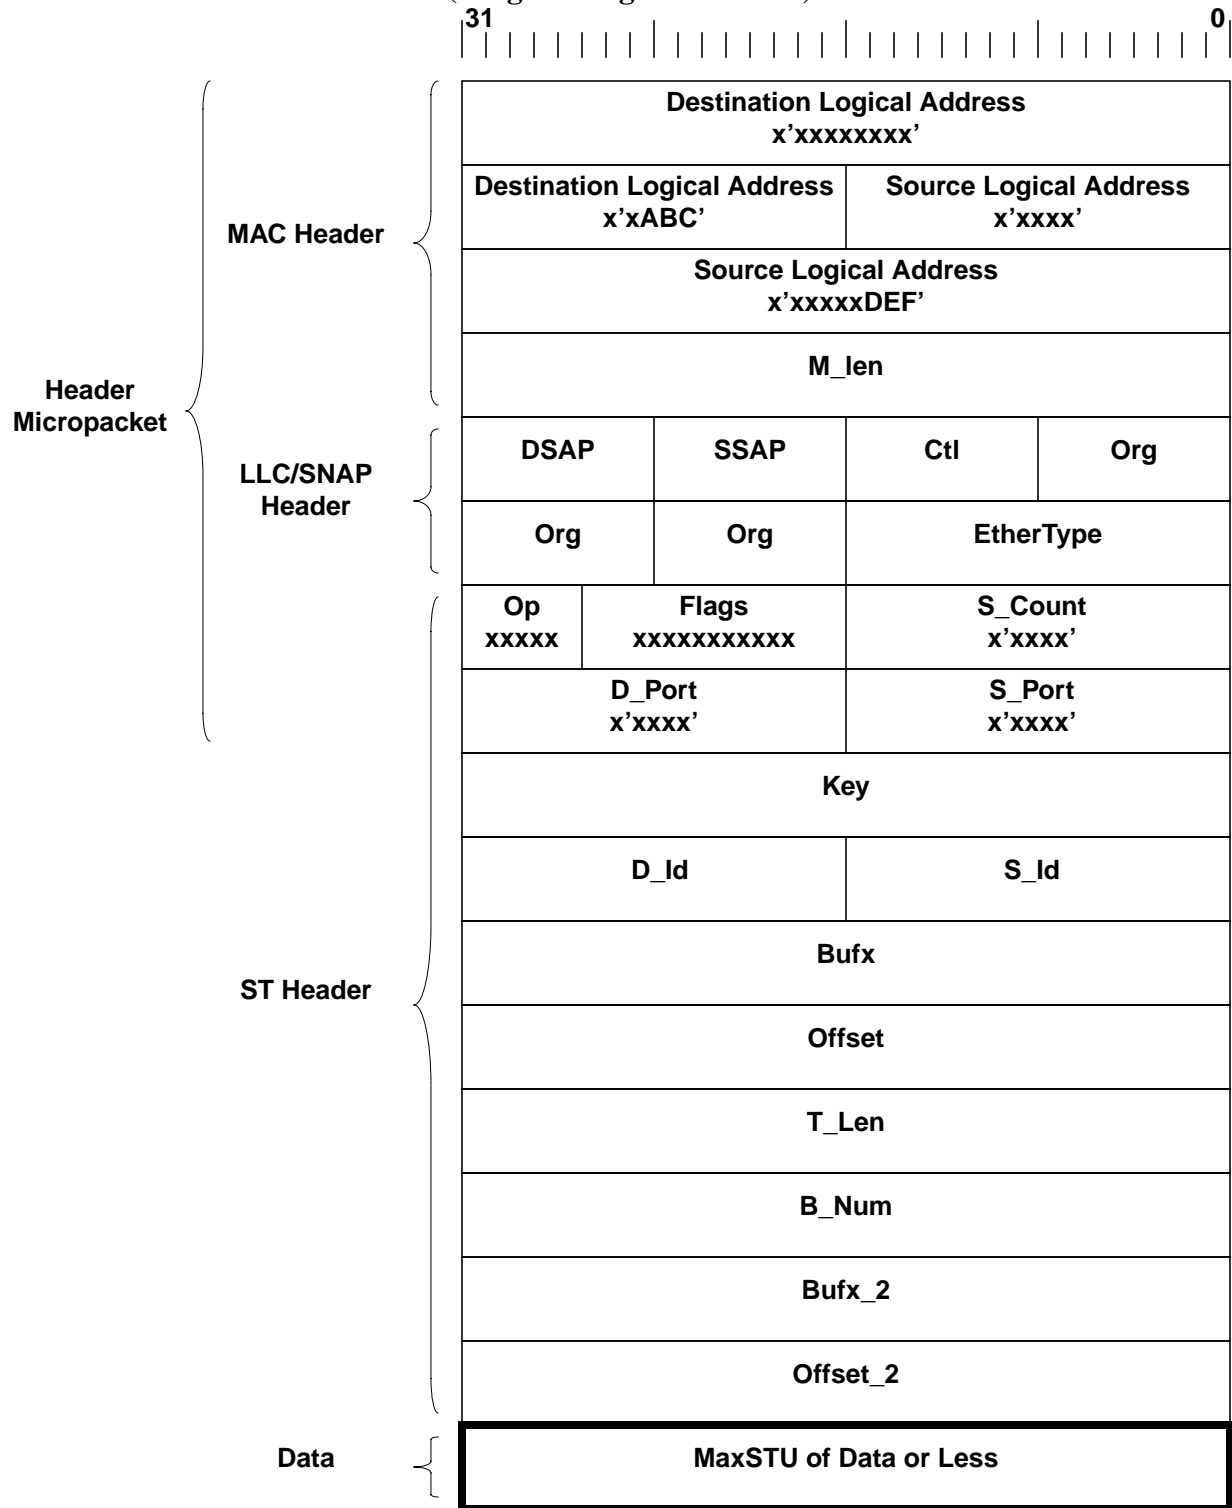 31 0
Destination Logical Address
x’xxxxxxxx’
Destination Logical Address Source Logical Address
x’xABC’ x’xxxx’
MAC Header
Source Logical Address
x’xxxxxDEF’
M_len
Header
Micropacket
DSAP SSAP Ctl Org
LLC/SNAP
Header
Org Org EtherType
Op Flags S_Count
xxxxx xxxxxxxxxxx x’xxxx’
D_Port S_Port
x’xxxx’ x’xxxx’
Key
D_Id S_Id
Bufx
ST Header
Offset
T_Len
B_Num
Bufx_2
Offset_2
Data
MaxSTU of Data or Less